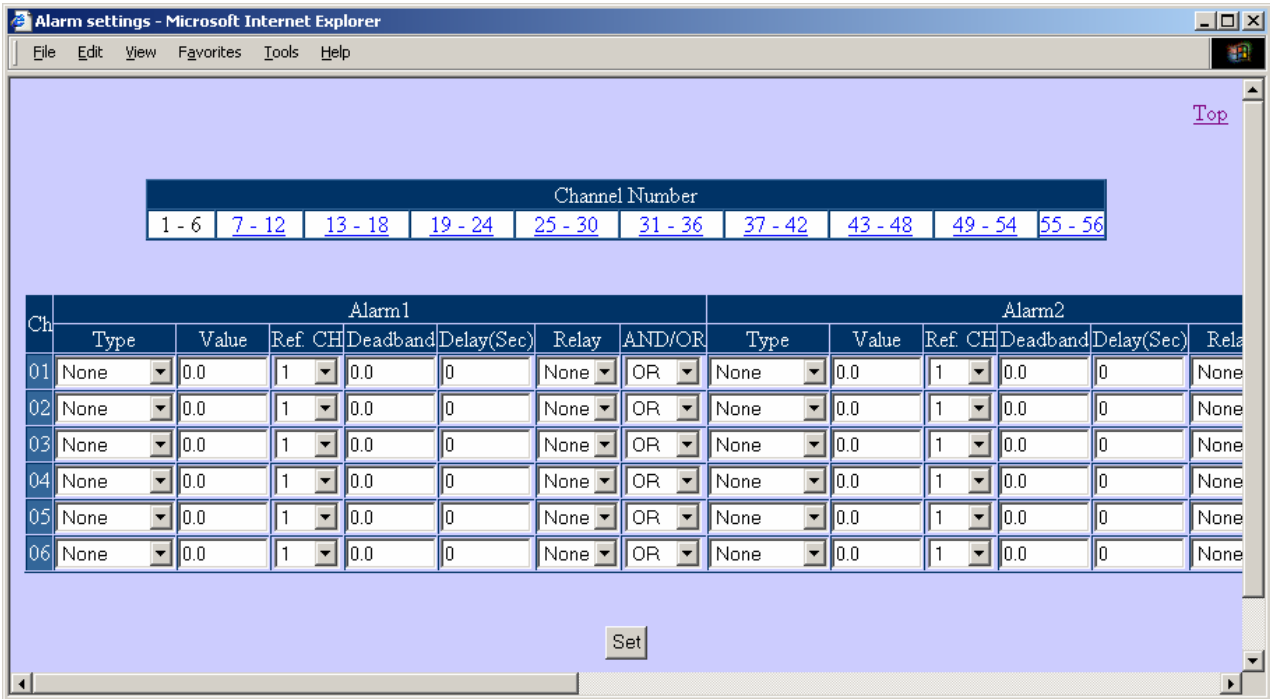 Alarm settings - Microsoft Internet Explorer
File Edit View Favorites Tools Help
Top
Channel Number
1 - 6 7 - 12 13 - 18 19 - 24 25 - 30 31 - 36 37 - 42 43 - 48 49 - 54 55 - 56
Ch Alarm1 Alarm2
Type Value Ref. CH Deadband Delay(Sec) Relay AND/OR Type Value Ref. CH Deadband Delay(Sec) Rela
01 None 0.0 1 0.0 0 None OR None 0.0 1 0.0 0 None
02 None 0.0 1 0.0 0 None OR None 0.0 1 0.0 0 None
03 None 0.0 1 0.0 0 None OR None 0.0 1 0.0 0 None
04 None 0.0 1 0.0 0 None OR None 0.0 1 0.0 0 None
05 None 0.0 1 0.0 0 None OR None 0.0 1 0.0 0 None
06 None 0.0 1 0.0 0 None OR None 0.0 1 0.0 0 None
Set